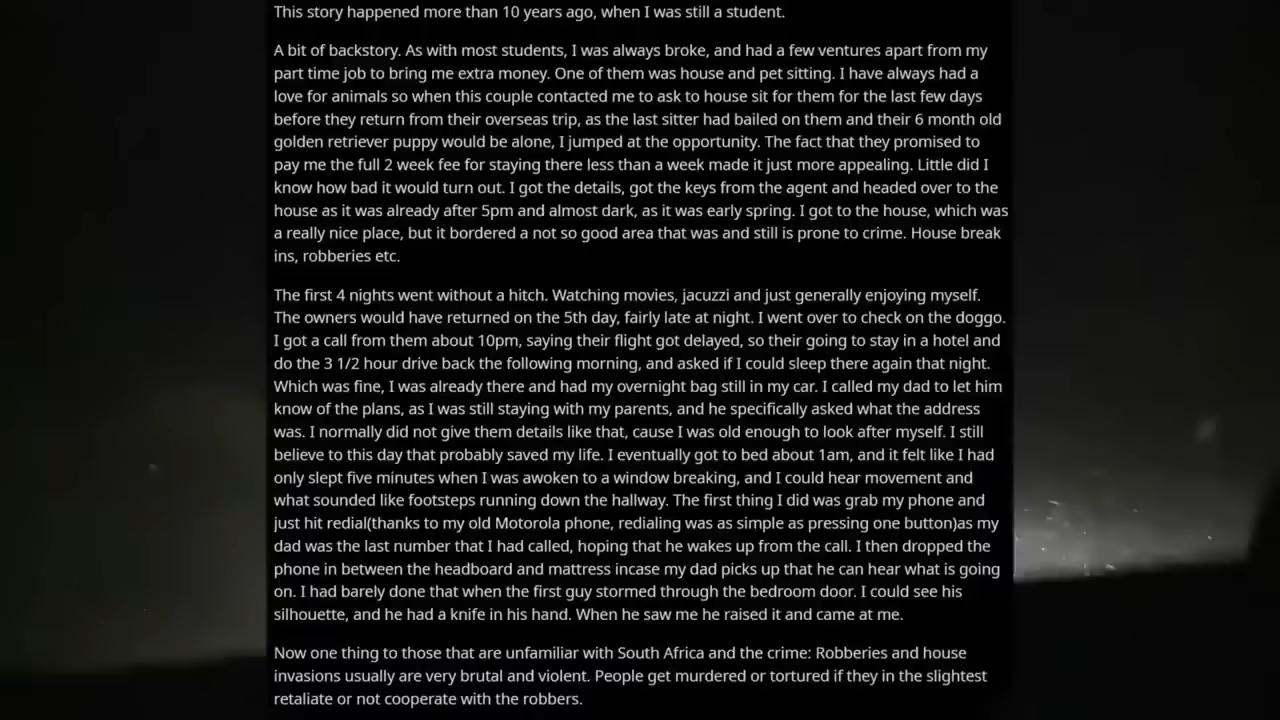 This story happened more than 10 years ago, when I was still a student.
A bit of backstory. As with most students, I was always broke, and had a few ventures apart from my
part time job to bring me extra money. One of them was house and pet sitting. I have always had a
love for animals so when this couple contacted me to ask to house sit for them for the last few days
before they return from their overseas trip, as the last sitter had bailed on them and their 6 month old
golden retriever puppy would be alone, I jumped at the opportunity. The fact that they promised to
pay me the full 2 week fee for staying there less than a week made it just more appealing. Little did I
know how bad it would turn out. I got the details, got the keys from the agent and headed over to the
house as it was already after 5pm and almost dark, as it was early spring. I got to the house, which was
a really nice place, but it bordered a not so good area that was and still is prone to crime. House break
ins, robberies etc.
The first 4 nights went without a hitch. Watching movies, jacuzzi and just generally enjoying myself.
The owners would have returned on the 5th day, fairly late at night. I went over to check on the doggo.
I got a call from them about 10pm, saying their flight got delayed, so their going to stay in a hotel and
do the 3 1/2 hour drive back the following morning, and asked if I could sleep there again that night.
Which was fine, I was already there and had my overnight bag still in my car. I called my dad to let him
know of the plans, as I was still staying with my parents, and he specifically asked what the address
was. I normally did not give them details like that, cause I was old enough to look after myself. I still
believe to this day that probably saved my life. I eventually got to bed about 1am, and it felt like I had
only slept five minutes when I was awoken to a window breaking, and I could hear movement and
what sounded like footsteps running down the hallway. The first thing I did was grab my phone and
just hit redial(thanks to my old Motorola phone, redialing was as simple as pressing one button)as my
dad was the last number that I had called, hoping that he wakes up from the call. I then dropped the
phone in between the headboard and mattress incase my dad picks up that he can hear what is going
on. I had barely done that when the first guy stormed through the bedroom door. I could see his
silhouette, and he had a knife in his hand. When he saw me he raised it and came at me.
Now one thing to those that are unfamiliar with South Africa and the crime: Robberies and house
invasions usually are very brutal and violent. People get murdered or tortured if they in the slightest
retaliate or not cooperate with the robbers.